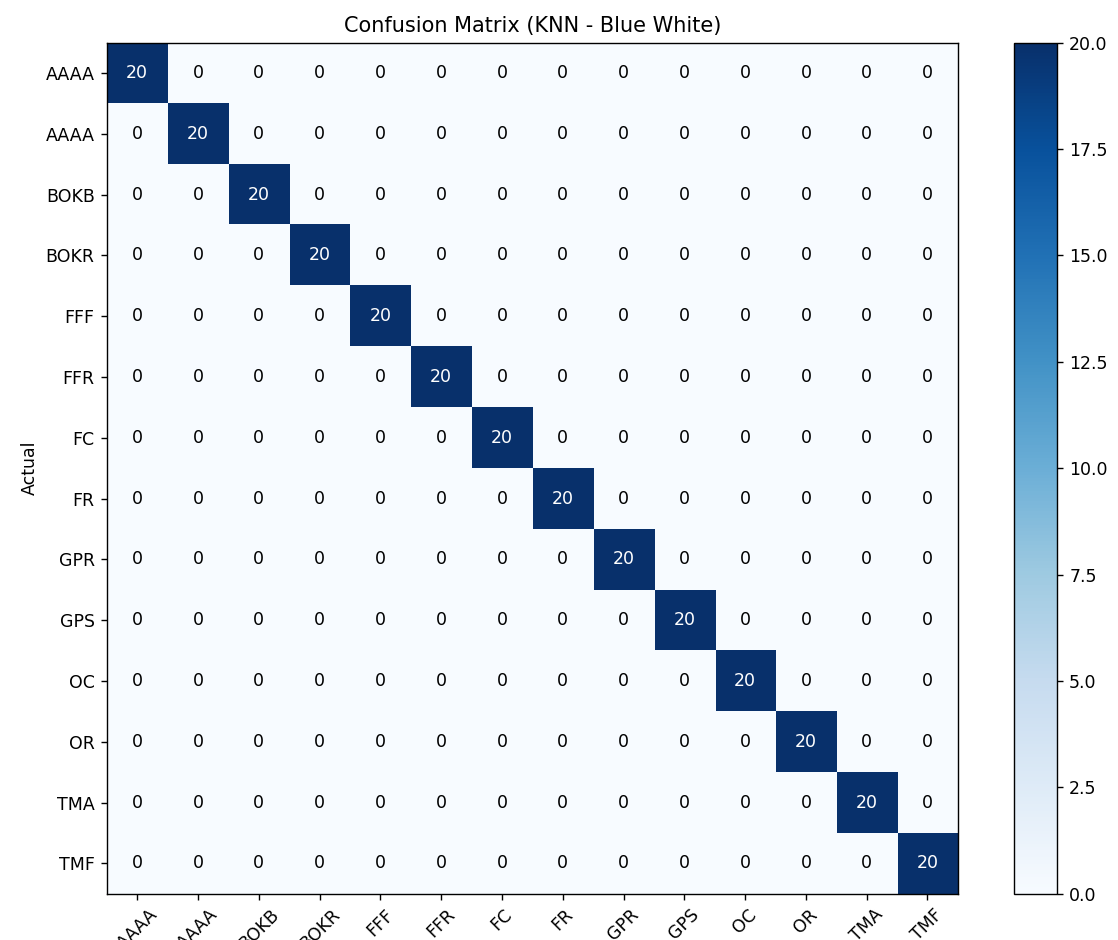 Confusion Matrix (KNN - Blue White)
Actual
AAAA 20 0 0 0 0 0 0 0 0 0 0 0 0 0
AAAA 0 20 0 0 0 0 0 0 0 0 0 0 0 0
BOKB 0 0 20 0 0 0 0 0 0 0 0 0 0 0
BOKR 0 0 0 20 0 0 0 0 0 0 0 0 0 0
FFF 0 0 0 0 20 0 0 0 0 0 0 0 0 0
FFR 0 0 0 0 0 20 0 0 0 0 0 0 0 0
FC 0 0 0 0 0 0 20 0 0 0 0 0 0 0
FR 0 0 0 0 0 0 0 20 0 0 0 0 0 0
GPR 0 0 0 0 0 0 0 0 20 0 0 0 0 0
GPS 0 0 0 0 0 0 0 0 0 20 0 0 0 0
OC 0 0 0 0 0 0 0 0 0 0 20 0 0 0
OR 0 0 0 0 0 0 0 0 0 0 0 20 0 0
TMA 0 0 0 0 0 0 0 0 0 0 0 0 20 0
TMF 0 0 0 0 0 0 0 0 0 0 0 0 0 20
AAAA AAAA BOKB BOKR FFF FFR FC FR GPR GPS OC OR TMA TMF
20.0
17.5
15.0
12.5
10.0
7.5
5.0
2.5
0.0